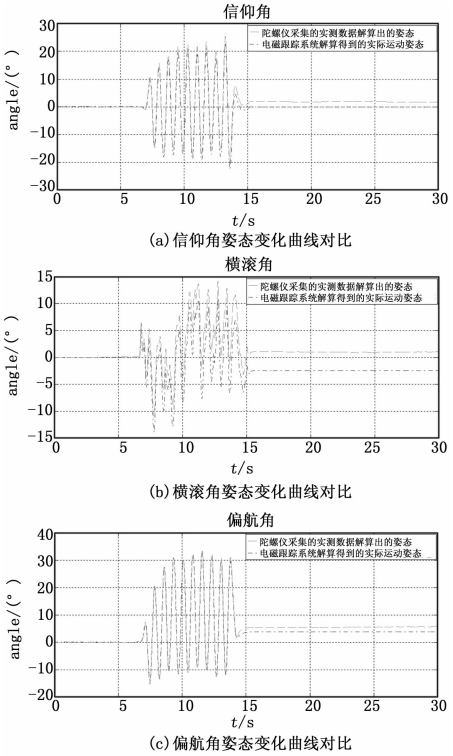 信仰角
陀螺仪采集的实测数据解算出的姿态
电磁跟踪系统解算得到的实际运动姿态
angle/(°)
30
20
10
0
-10
-20
-30
0 5 10 15 20 25 30
t/s
(a)信仰角姿态变化曲线对比
横滚角
陀螺仪采集的实测数据解算出的姿态
电磁跟踪系统解算得到的实际运动姿态
angle/(°)
15
10
5
0
-5
-10
-15
0 5 10 15 20 25 30
t/s
(b)横滚角姿态变化曲线对比
偏航角
陀螺仪采集的实测数据解算出的姿态
电磁跟踪系统解算得到的实际运动姿态
angle/(°)
40
30
20
10
0
-10
-20
0 5 10 15 20 25 30
t/s
(c)偏航角姿态变化曲线对比